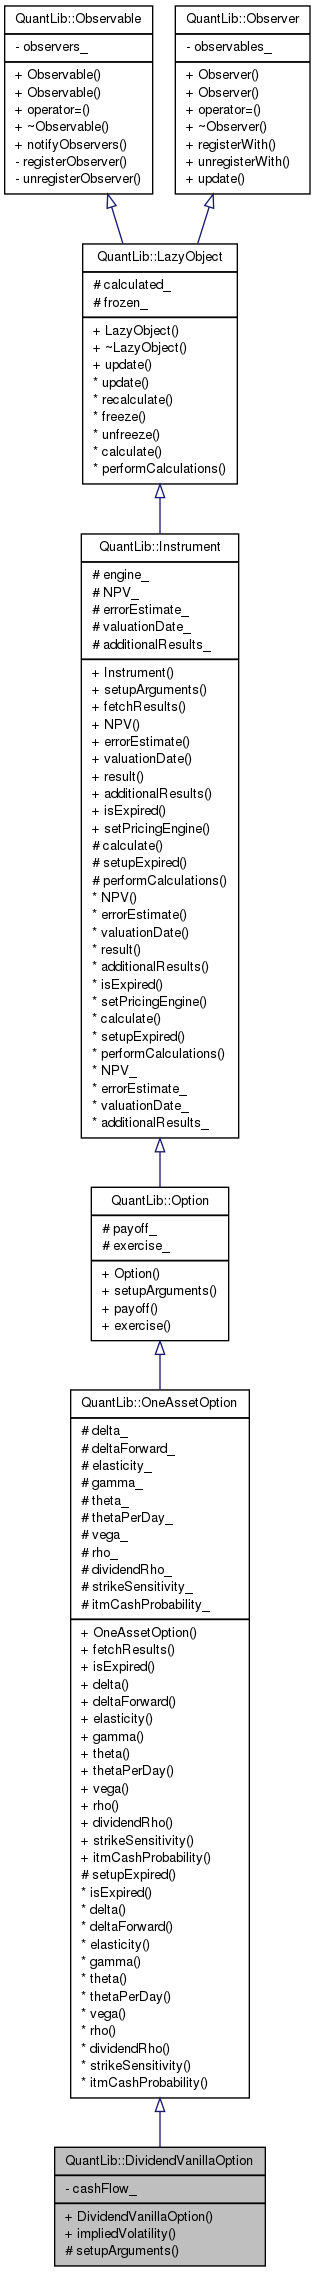 QuantLib::Observable
- observers_
+ Observable()
+ Observable()
+ operator=()
+ ~Observable()
+ notifyObservers()
- registerObserver()
- unregisterObserver()
QuantLib::Observer
- observables_
+ Observer()
+ Observer()
+ operator=()
+ ~Observer()
+ registerWith()
+ unregisterWith()
+ update()
QuantLib::LazyObject
# calculated_
# frozen_
+ LazyObject()
+ ~LazyObject()
+ update()
* update()
* recalculate()
* freeze()
* unfreeze()
* calculate()
* performCalculations()
QuantLib::Instrument
# engine_
# NPV_
# errorEstimate_
# valuationDate_
# additionalResults_
+ Instrument()
+ setupArguments()
+ fetchResults()
+ NPV()
+ errorEstimate()
+ valuationDate()
+ result()
+ additionalResults()
+ isExpired()
+ setPricingEngine()
# calculate()
# setupExpired()
# performCalculations()
* NPV()
* errorEstimate()
* valuationDate()
* result()
* additionalResults()
* isExpired()
* setPricingEngine()
* calculate()
* setupExpired()
* performCalculations()
* NPV_
* errorEstimate_
* valuationDate_
* additionalResults_
QuantLib::Option
# payoff_
# exercise_
+ Option()
+ setupArguments()
+ payoff()
+ exercise()
QuantLib::OneAssetOption
# delta_
# deltaForward_
# elasticity_
# gamma_
# theta_
# thetaPerDay_
# vega_
# rho_
# dividendRho_
# strikeSensitivity_
# itmCashProbability_
+ OneAssetOption()
+ fetchResults()
+ isExpired()
+ delta()
+ deltaForward()
+ elasticity()
+ gamma()
+ theta()
+ thetaPerDay()
+ vega()
+ rho()
+ dividendRho()
+ strikeSensitivity()
+ itmCashProbability()
# setupExpired()
* isExpired()
* delta()
* deltaForward()
* elasticity()
* gamma()
* theta()
* thetaPerDay()
* vega()
* rho()
* dividendRho()
* strikeSensitivity()
* itmCashProbability()
QuantLib::DividendVanillaOption
- cashFlow_
+ DividendVanillaOption()
+ impliedVolatility()
# setupArguments()